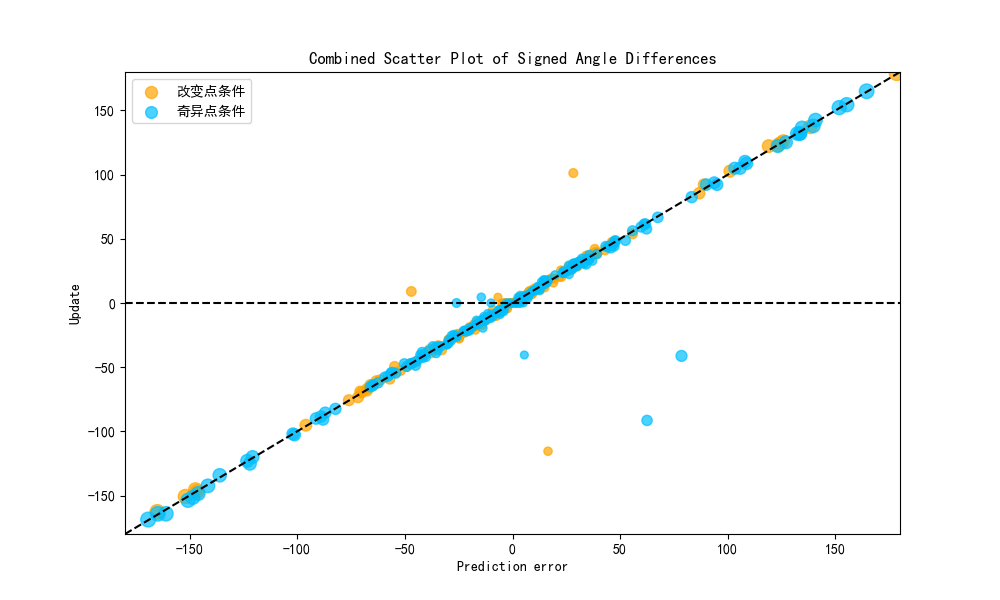 Combined Scatter Plot of Signed Angle Differences
改变点条件
奇异点条件
Update
150
100
50
0
−50
−100
−150
−150
−100
−50
0
50
100
150
Prediction error